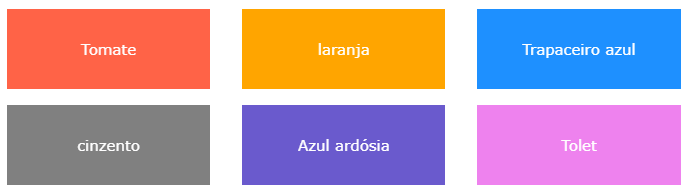 Tomate
laranja
Trapaceiro azul
cinzento
Azul ardósia
Tolet